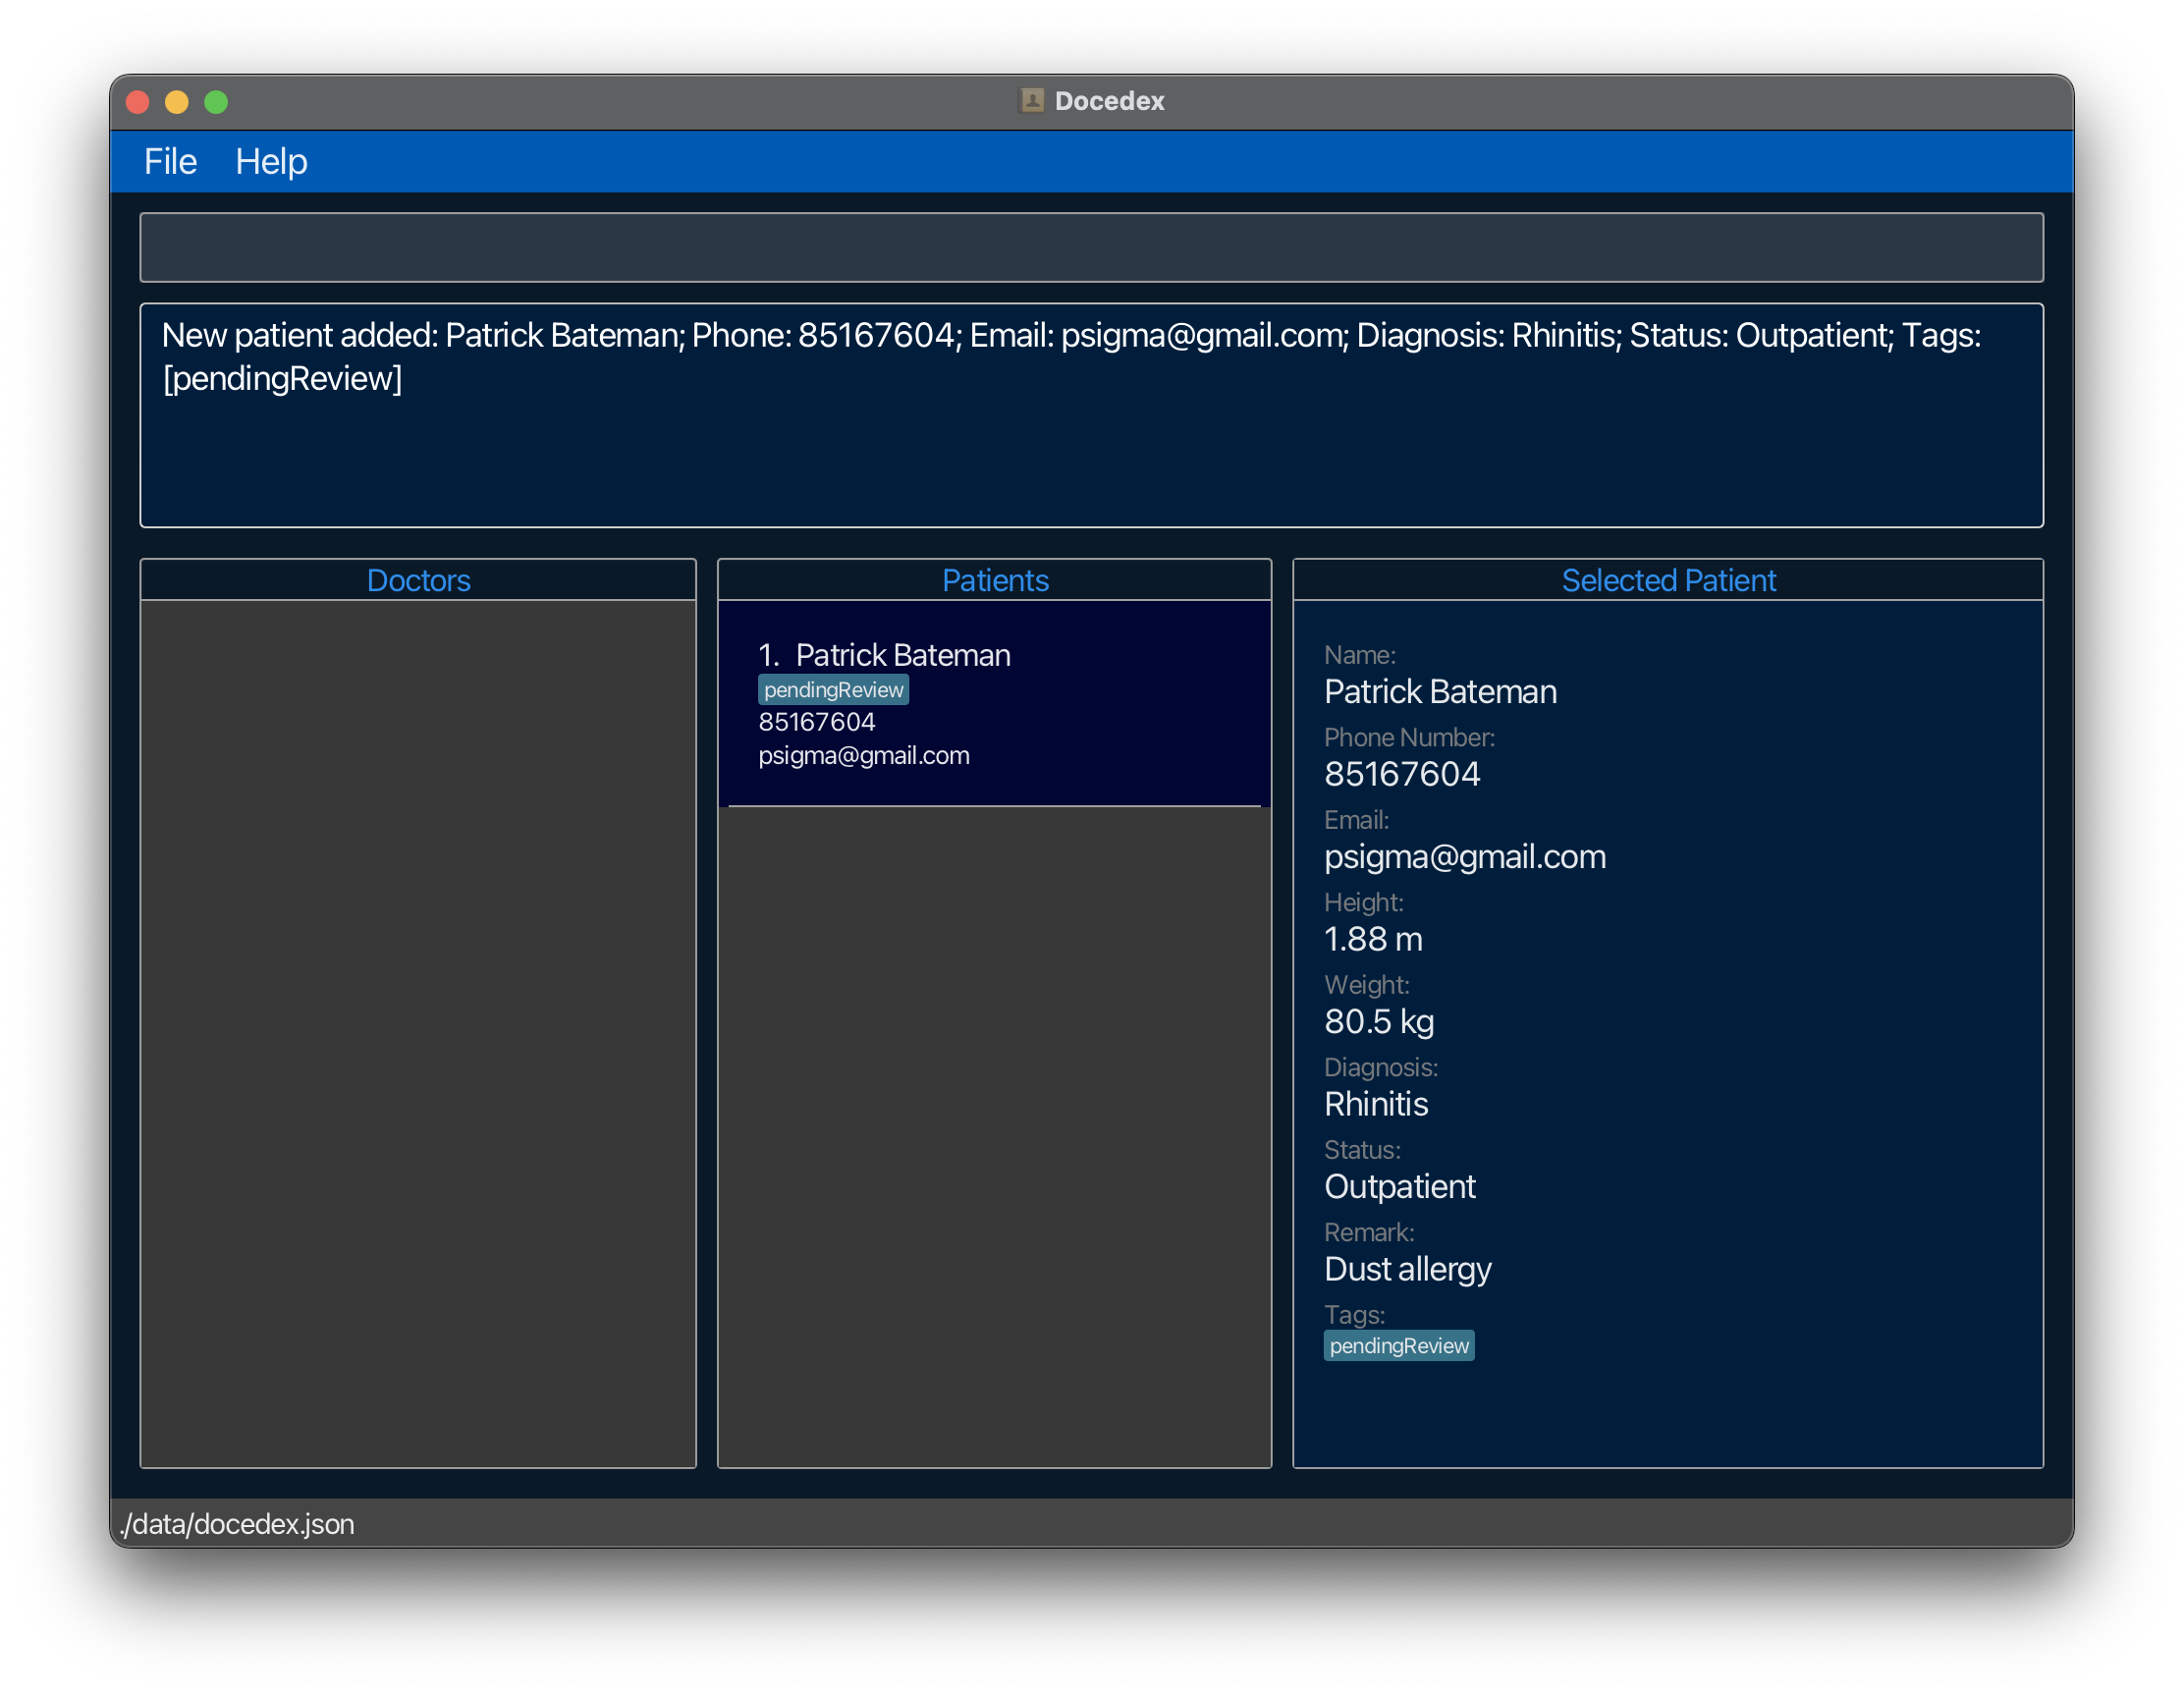 Docedex
File Help
New patient added: Patrick Bateman; Phone: 85167604; Email: psigma@gmail.com; Diagnosis: Rhinitis; Status: Outpatient; Tags:
[pendingReview]
Doctors
Patients
1. Patrick Bateman
pendingReview
85167604
psigma@gmail.com
Selected Patient
Name:
Patrick Bateman
Phone Number:
85167604
Email:
psigma@gmail.com
Height:
1.88 m
Weight:
80.5 kg
Diagnosis:
Rhinitis
Status:
Outpatient
Remark:
Dust allergy
Tags:
pendingReview
./data/docedex.json